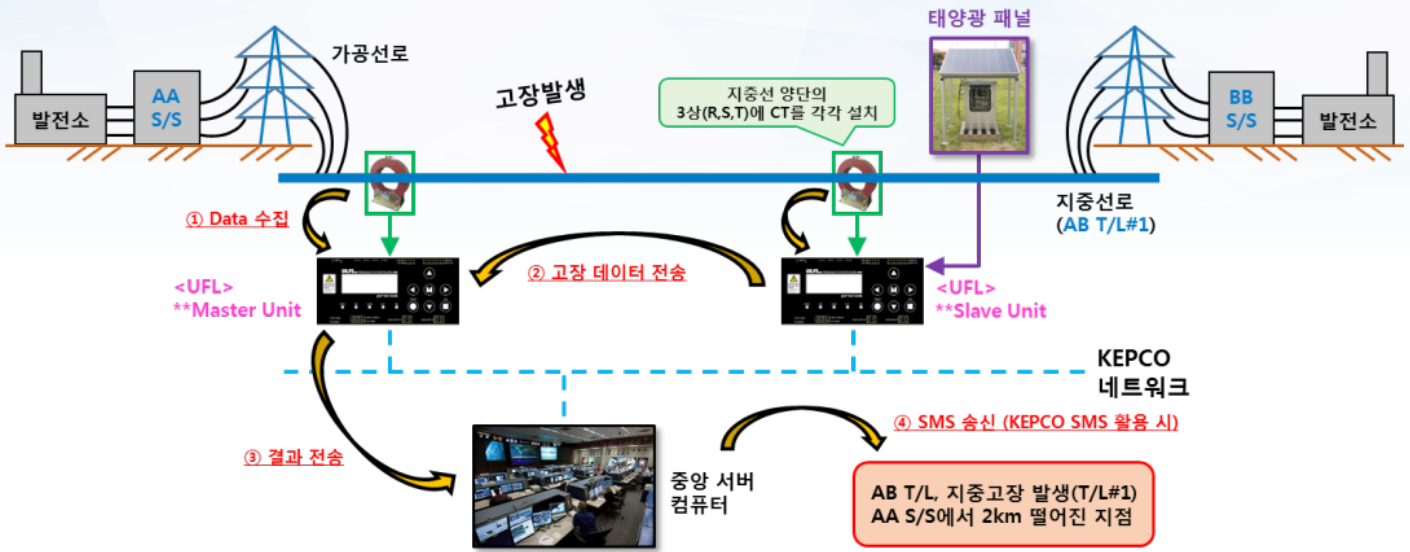 태양광 패널
가공선로
고장발생
지중선 양단의
3상(R,S,T)에 CT를 각각 설치
발전소
AA
S/S
BB
S/S
발전소
지중선로
(AB T/L#1)
① Data 수집
② 고장 데이터 전송
<UFL>
**Master Unit
<UFL>
**Slave Unit
KEPCO
네트워크
③ 결과 전송
④ SMS 송신 (KEPCO SMS 활용 시)
중앙 서버
컴퓨터
AB T/L, 지중고장 발생(T/L#1)
AA S/S에서 2km 떨어진 지점